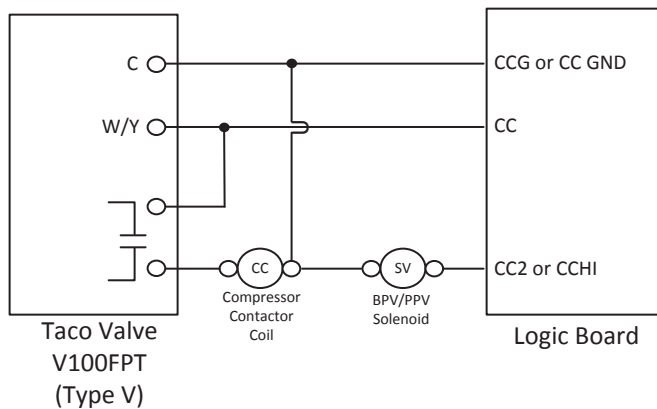 C
CCG or CC GND
W/Y
CC
CC
SV
CC2 or CCHI
Compressor
Contactor
Coil
BPV/PPV
Solenoid
Taco Valve
V100FPT
(Type V)
Logic Board